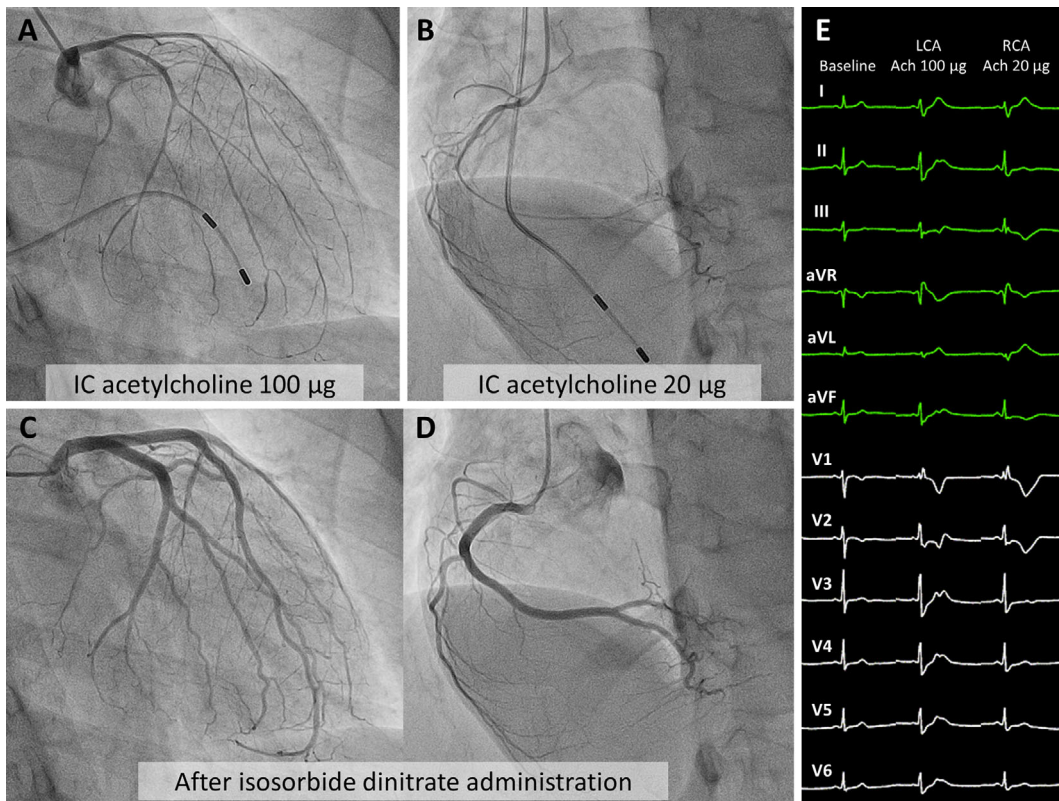 A
IC acetylcholine 100 µg
B
IC acetylcholine 20 µg
C
D
After isosorbide dinitrate administration
E
LCA RCA
Baseline Ach 100 µg Ach 20 µg
I
II
III
aVR
aVL
aVF
V1
V2
V3
V4
V5
V6